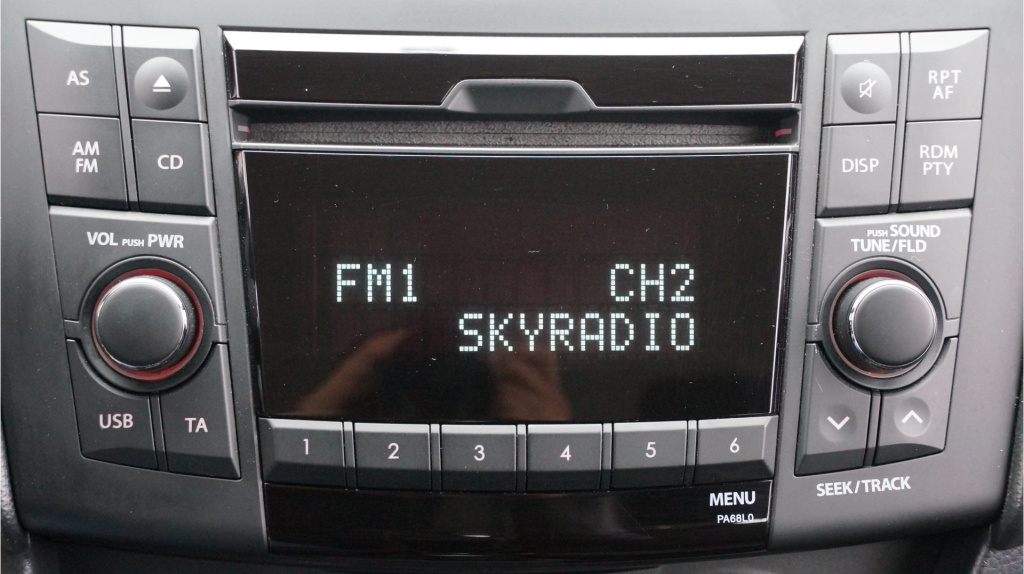 AS
AM
FM
CD
VOL PUSH PWR
USB
TA
FM1 CH2
SKYRADIO
1 2 3 4 5 6
MENU
PA68L0
RPT
AF
DISP
RDM
PTY
PUSH SOUND
TUNE/FLD
SEEK/TRACK